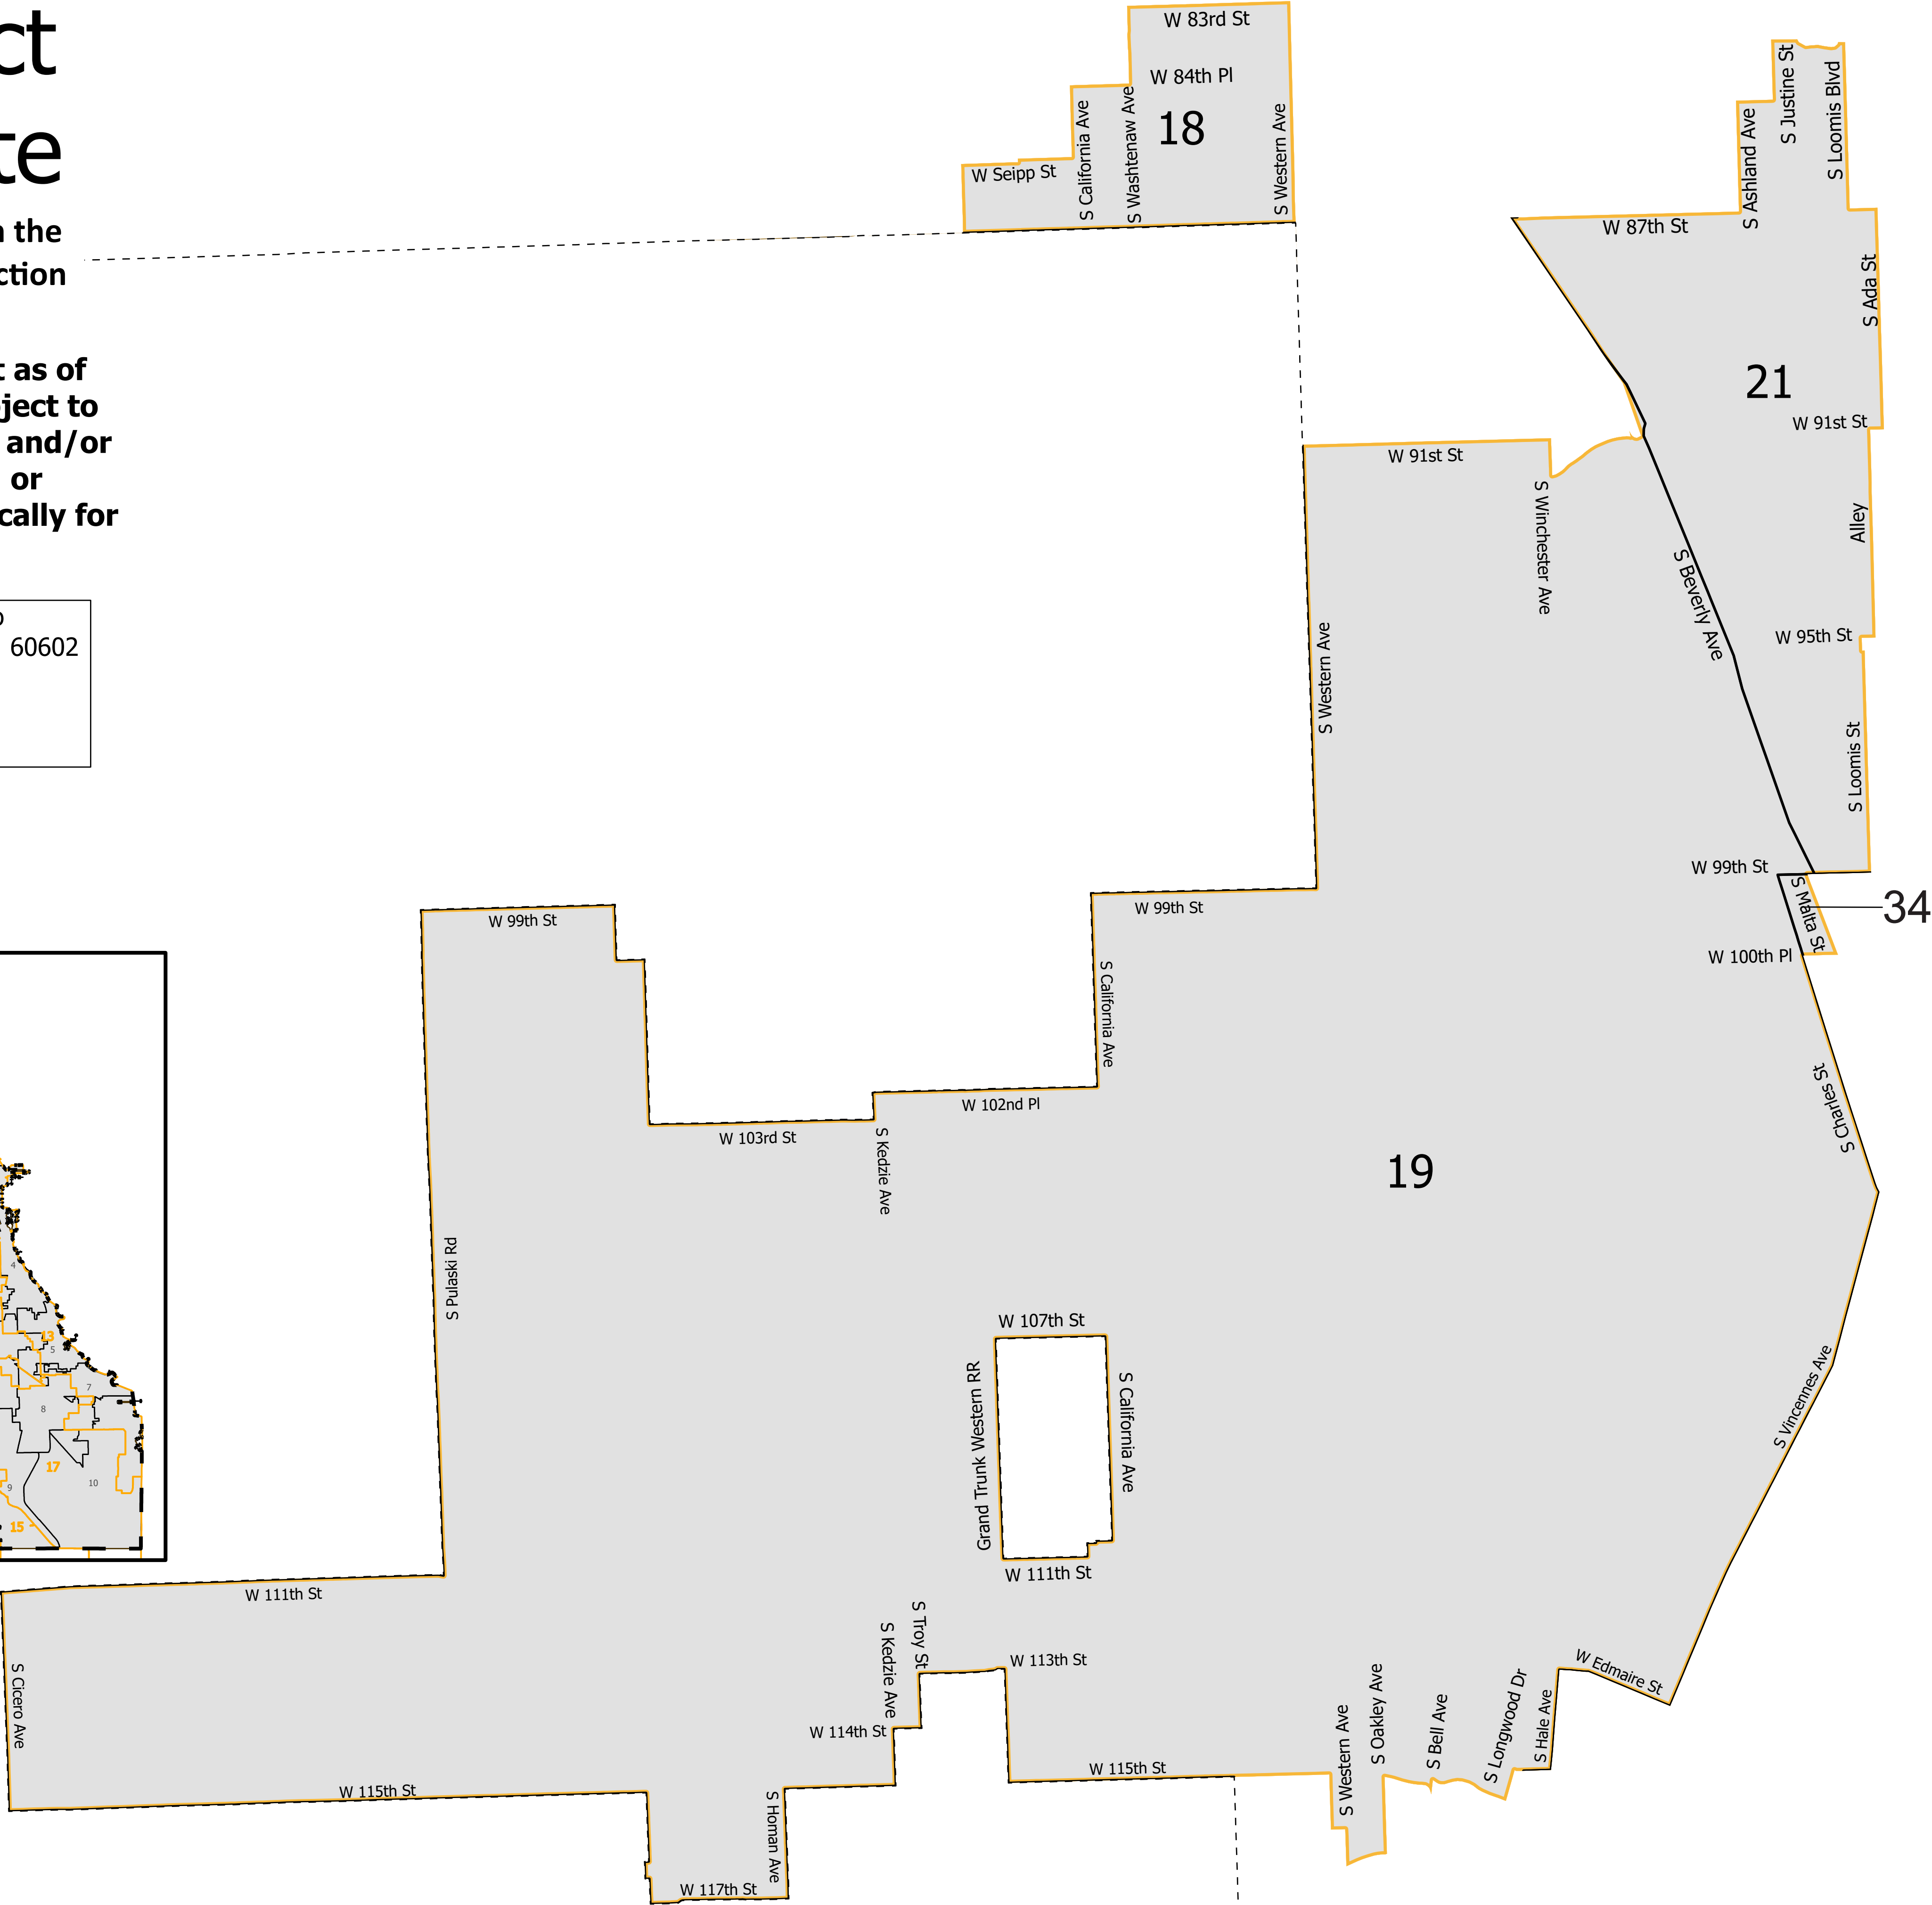 ct
te
n the
ction
t as of
ject to
and/or
or
cally for
60602
4
13
5
7
8
17
10
9
15
W 83rd St
W 84th Pl
18
W Seipp St
S California Ave
S Washtenaw Ave
S Western Ave
S Justine St
S Loomis Blvd
S Ashland Ave
W 87th St
S Ada St
21
W 91st St
W 91st St
S Winchester Ave
Alley
S Beverly Ave
W 95th St
S Western Ave
S Loomis St
W 99th St
S Malta St
34
W 100th Pl
W 99th St
W 99th St
S California Ave
S Charles St
W 102nd Pl
W 103rd St
S Kedzie Ave
19
S Pulaski Rd
W 107th St
Grand Trunk Western RR
S California Ave
S Vincennes Ave
W 111th St
W 111th St
S Troy St
S Kedzie Ave
W 113th St
S Cicero Ave
W 114th St
W Edmaire St
S Western Ave
S Oakley Ave
S Bell Ave
S Longwood Dr
S Hale Ave
W 115th St
W 115th St
S Homan Ave
W 117th St